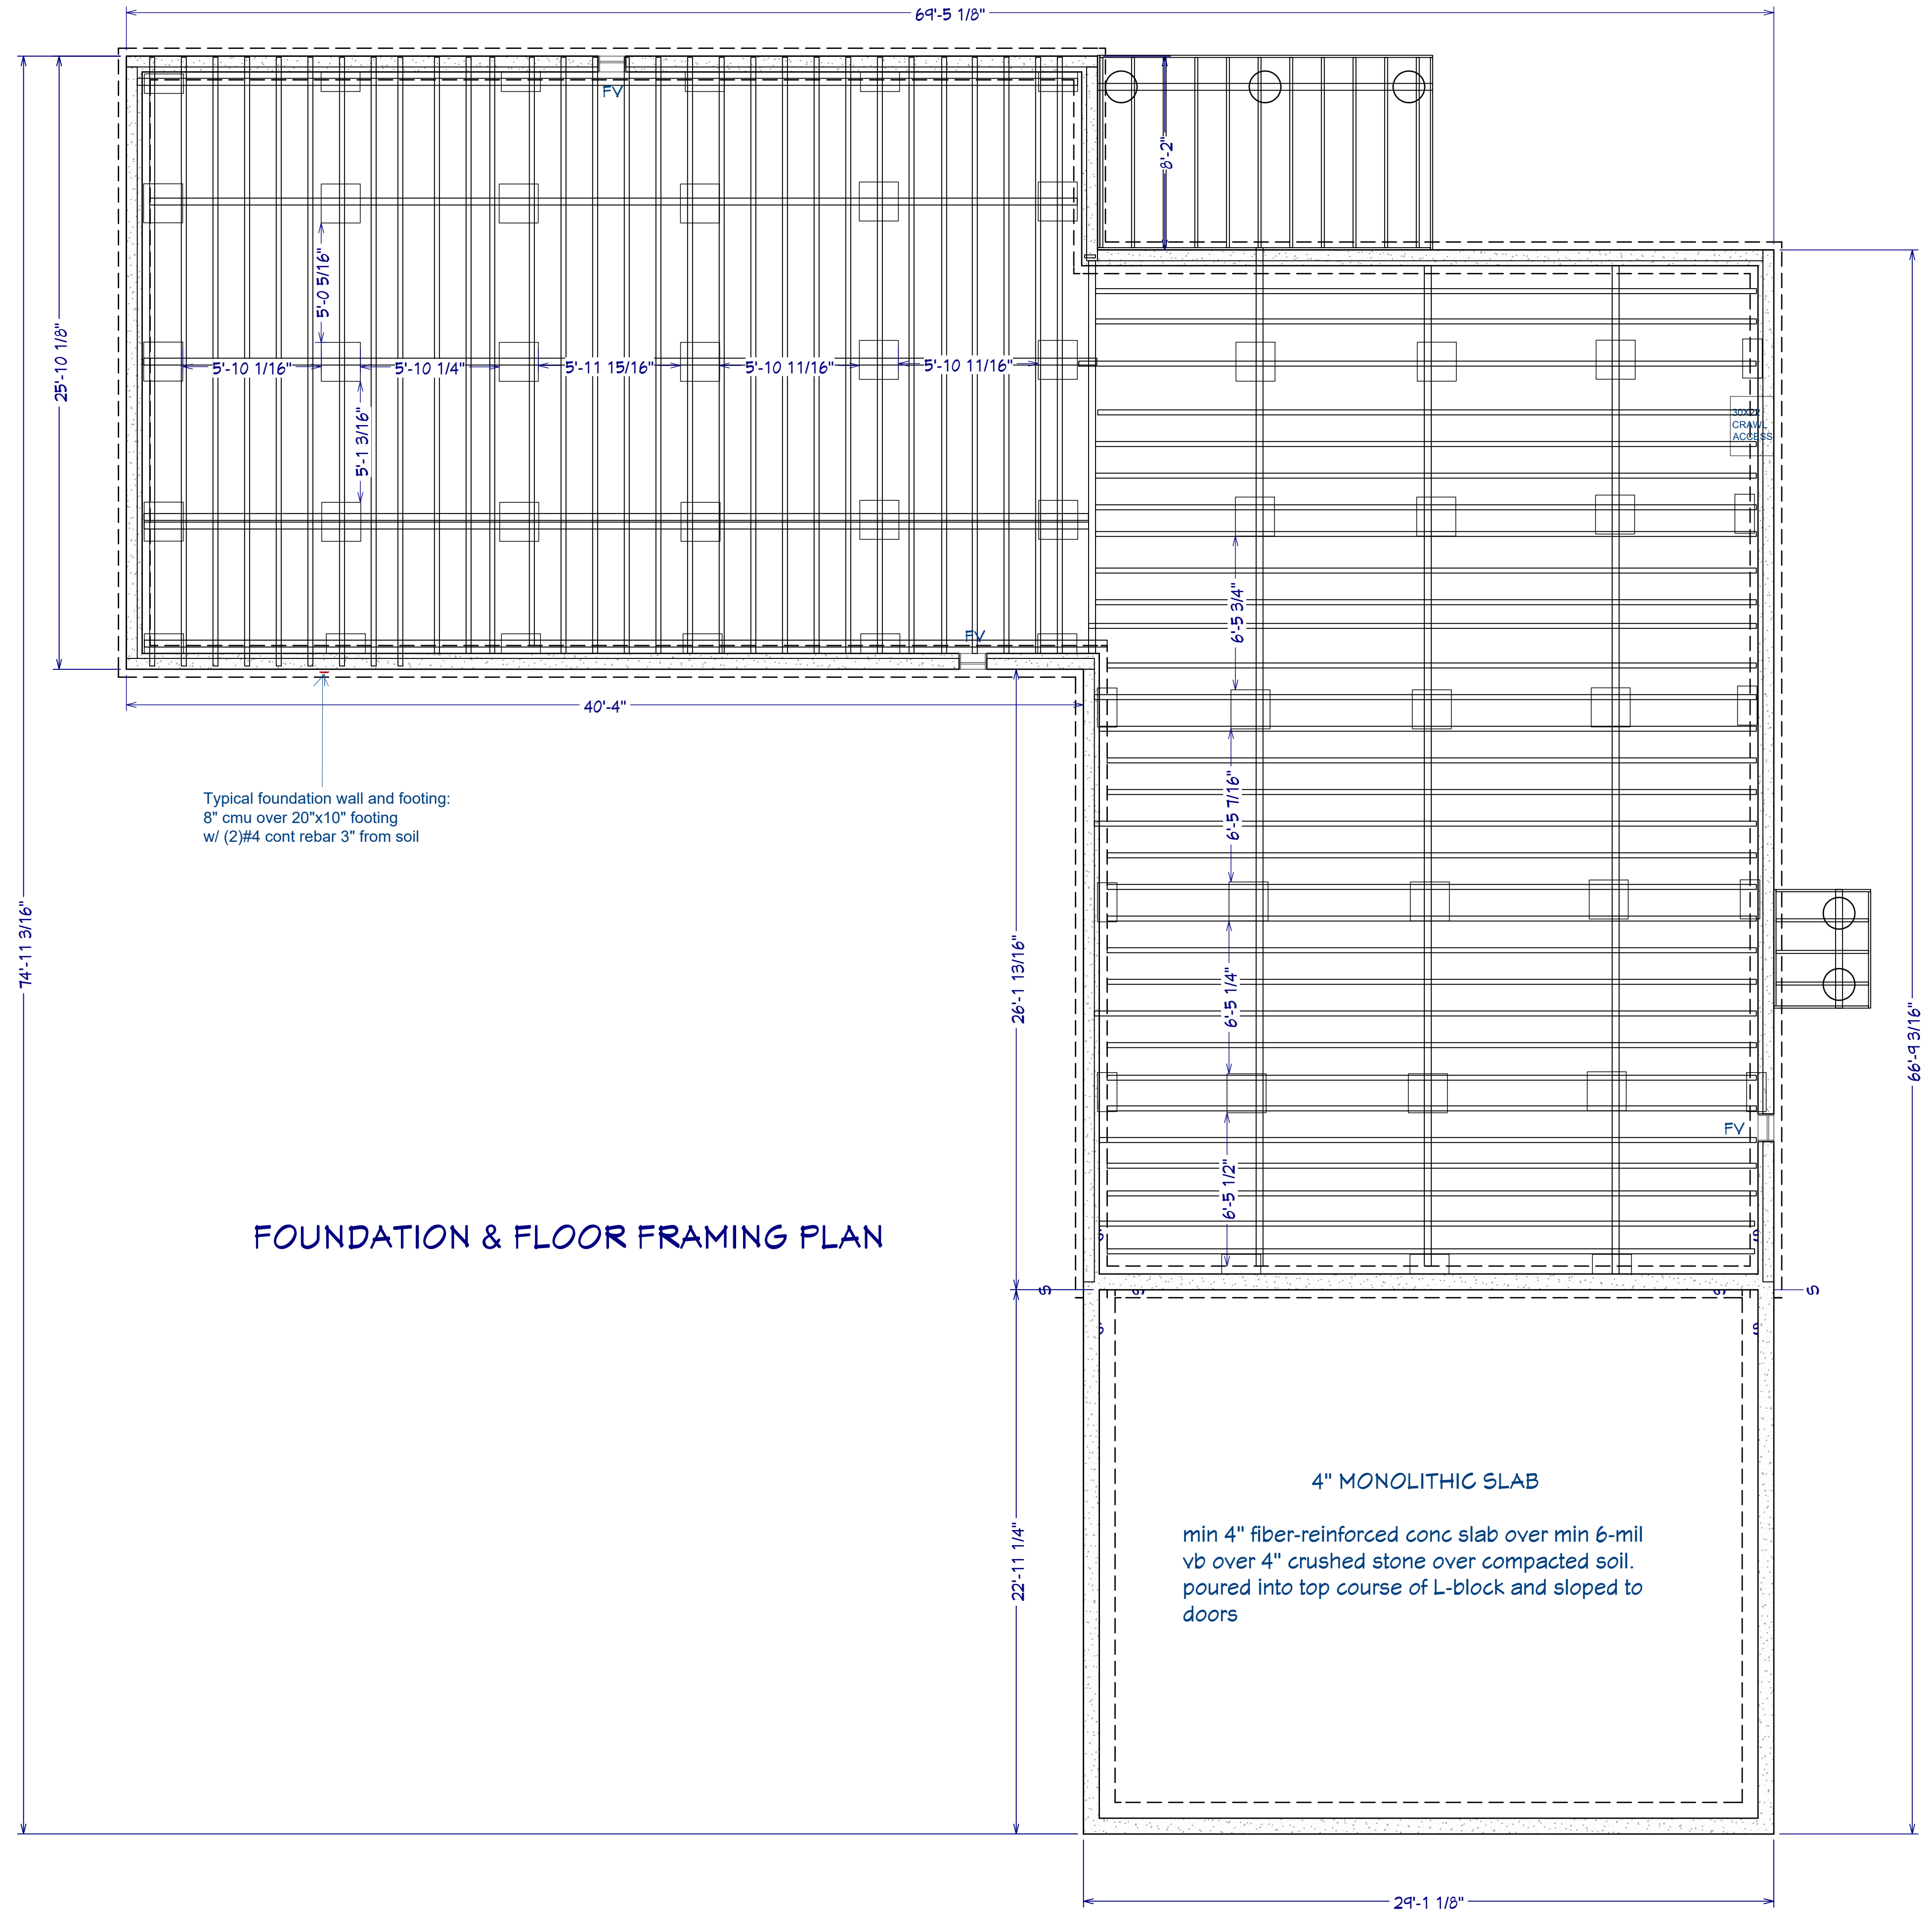 69'-5 1/8"
FV
8'-2"
25'-10 1/8"
5'-0 5/16"
5'-10 1/16"
5'-10 1/4"
5'-11 15/16"
5'-10 11/16"
5'-10 11/16"
5'-1 3/16"
CRAWL
ACCESS
6'-5 3/4"
FV
40'-4"
Typical foundation wall and footing:
8" cmu over 20"x10" footing
w/ (2)#4 cont rebar 3" from soil
6'-5 7/16"
74'-11 3/16"
26'-1 13/16"
6'-5 1/4"
66'-9 3/16"
FV
6'-5 1/2"
FOUNDATION & FLOOR FRAMING PLAN
S
S
22'-11 1/4"
4" MONOLITHIC SLAB
min 4" fiber-reinforced conc slab over min 6-mil
vb over 4" crushed stone over compacted soil.
poured into top course of L-block and sloped to
doors
29'-1 1/8"